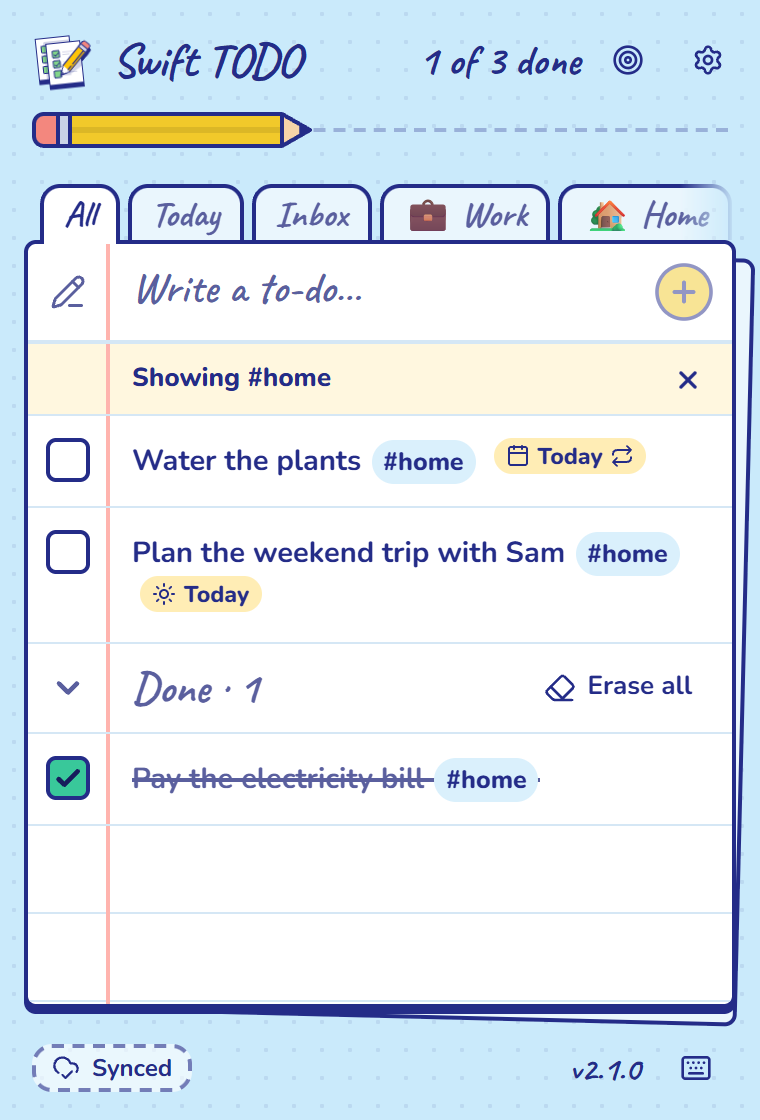 Swift TODO
1 of 3 done
All
Today
Inbox
Work
Home
Write a to-do...
Showing #home
Water the plants #home Today
Plan the weekend trip with Sam #home
Today
Done · 1
Erase all
Pay the electricity bill #home
Synced
v2.1.0